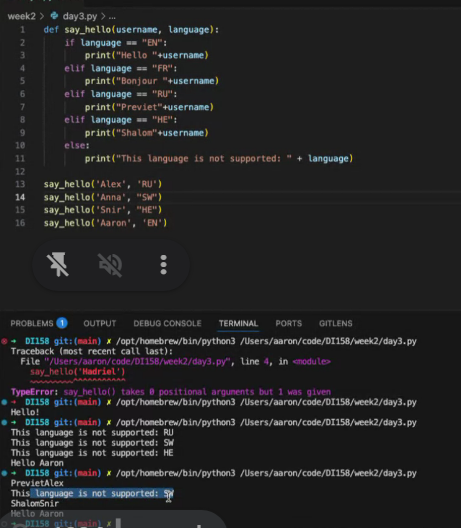 week2 > day3.py > ...
1 def say_hello(username, language):
2 if language == "EN":
3 print("Hello "+username)
4 elif language == "FR":
5 print("Bonjour "+username)
6 elif language == "RU":
7 print("Previet"+username)
8 elif language == "HE":
9 print("Shalom"+username)
10 else:
11 print("This language is not supported: " + language)
12
13 say_hello('Alex', 'RU')
14 say_hello('Anna', "SW")
15 say_hello('Snir', "HE")
16 say_hello('Aaron', 'EN')
PROBLEMS 1 OUTPUT DEBUG CONSOLE TERMINAL PORTS GITLENS
→ DI158 git:(main) ✗ /opt/homebrew/bin/python3 /Users/aaron/code/DI158/week2/day3.py
Traceback (most recent call last):
File "/Users/aaron/code/DI158/week2/day3.py", line 4, in <module>
say_hello('Hadriel')
~~~~~~~~~^^^^^^^^^^^
TypeError: say_hello() takes 0 positional arguments but 1 was given
→ DI158 git:(main) ✗ /opt/homebrew/bin/python3 /Users/aaron/code/DI158/week2/day3.py
Hello!
→ DI158 git:(main) ✗ /opt/homebrew/bin/python3 /Users/aaron/code/DI158/week2/day3.py
This language is not supported: RU
This language is not supported: SW
This language is not supported: HE
Hello Aaron
→ DI158 git:(main) ✗ /opt/homebrew/bin/python3 /Users/aaron/code/DI158/week2/day3.py
PrevietAlex
This language is not supported: SW
ShalomSnir
Hello Aaron
→ DI158 git:(main) ✗